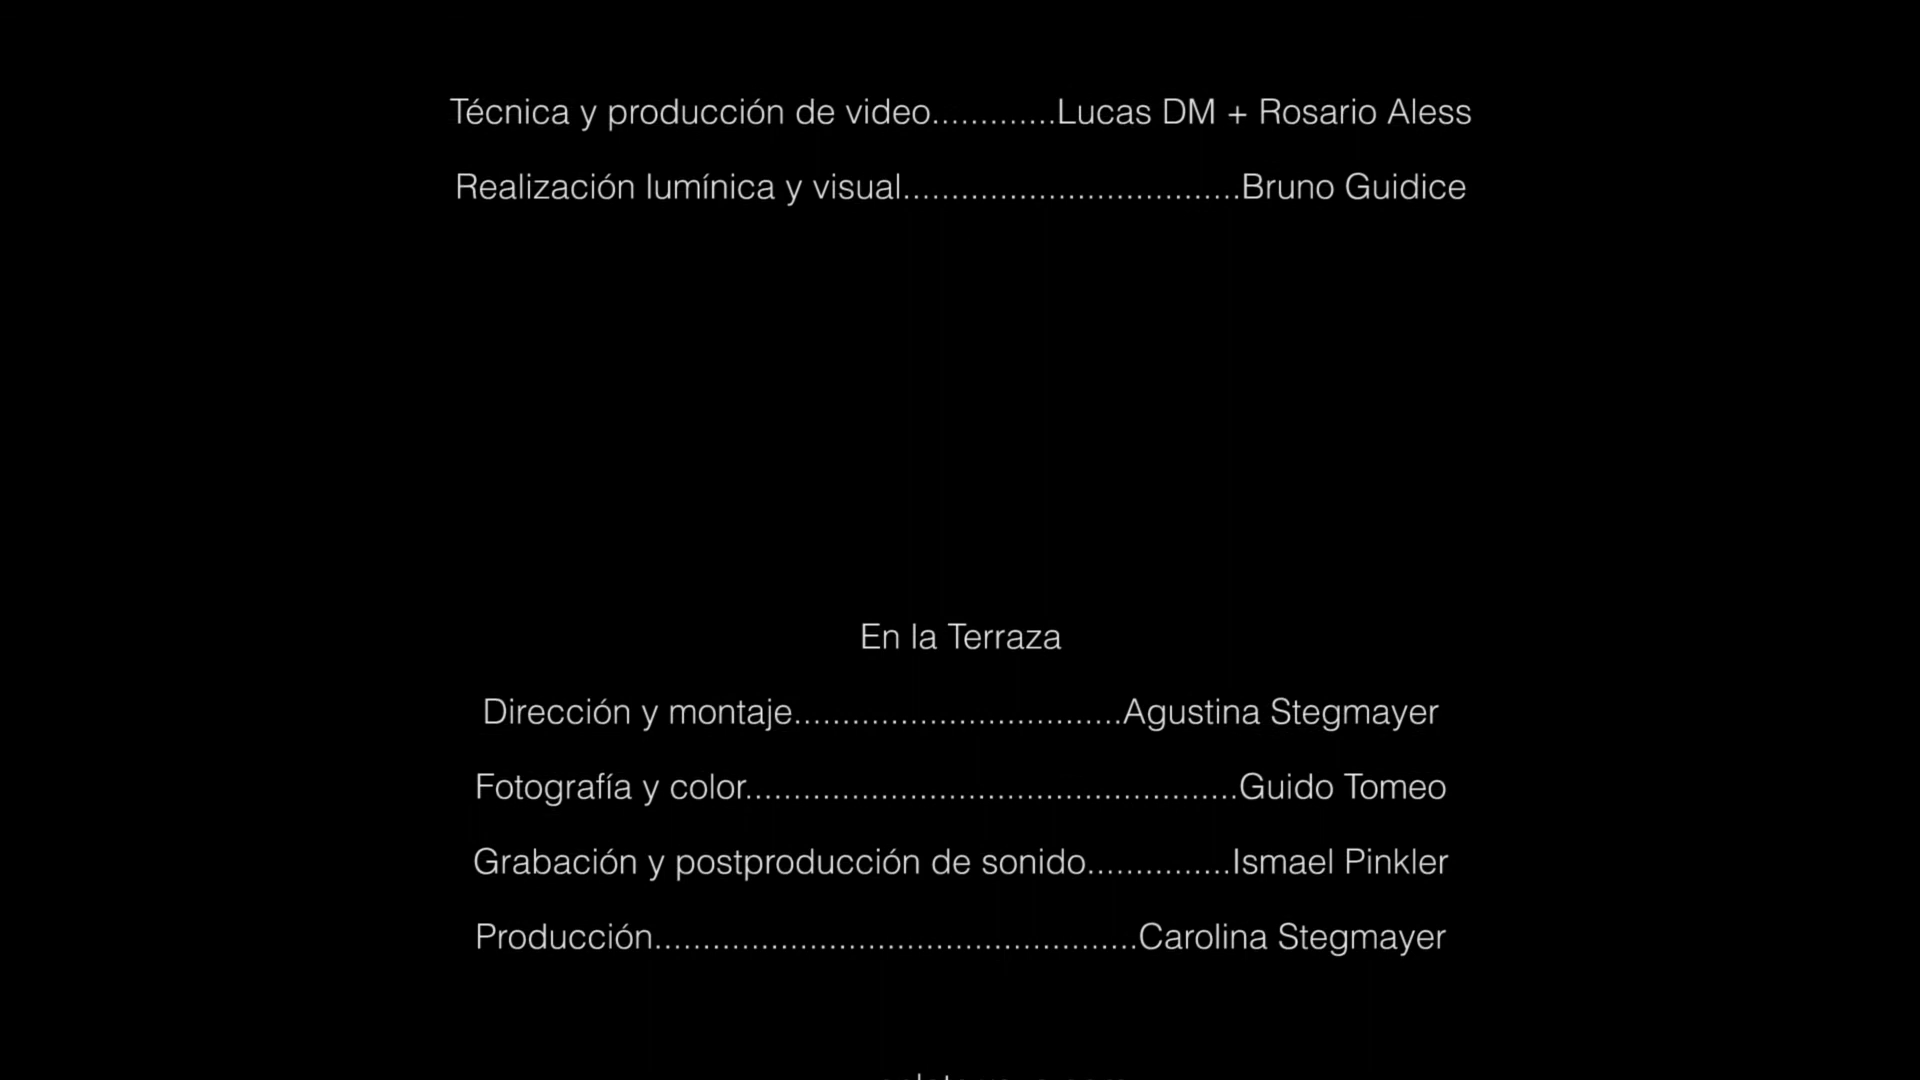 Técnica y producción de video.............Lucas DM + Rosario Aless
Realización lumínica y visual...................................Bruno Guidice
En la Terraza
Dirección y montaje..................................Agustina Stegmayer
Fotografía y color...................................................Guido Tomeo
Grabación y postproducción de sonido...............Ismael Pinkler
Producción..................................................Carolina Stegmayer